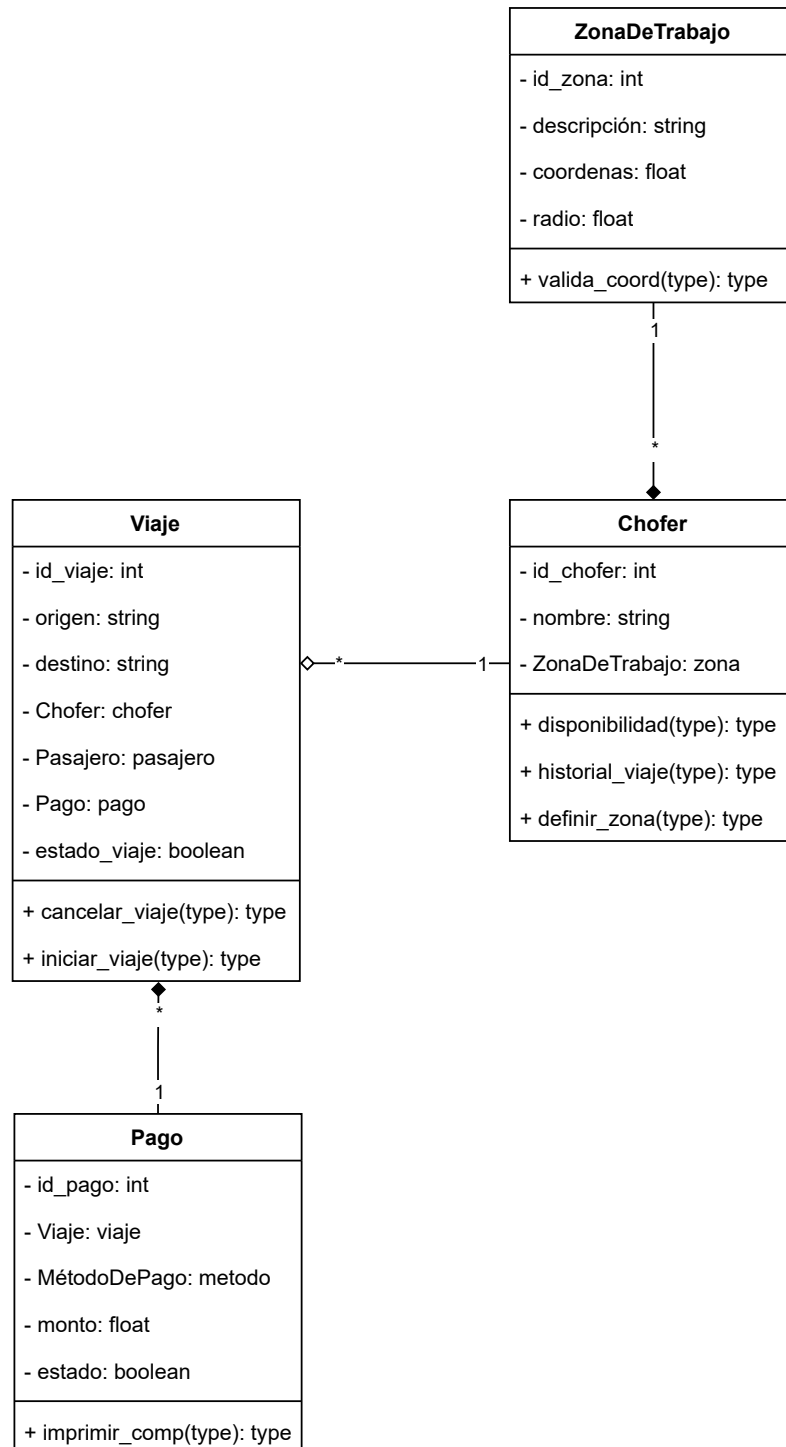 ZonaDeTrabajo
- id_zona: int
- descripción: string
- coordenas: float
- radio: float
+ valida_coord(type): type
1
*
Viaje
- id_viaje: int
- origen: string
- destino: string
- Chofer: chofer
- Pasajero: pasajero
- Pago: pago
- estado_viaje: boolean
+ cancelar_viaje(type): type
+ iniciar_viaje(type): type
*
1
Chofer
- id_chofer: int
- nombre: string
- ZonaDeTrabajo: zona
+ disponibilidad(type): type
+ historial_viaje(type): type
+ definir_zona(type): type
*
1
Pago
- id_pago: int
- Viaje: viaje
- MétodoDePago: metodo
- monto: float
- estado: boolean
+ imprimir_comp(type): type